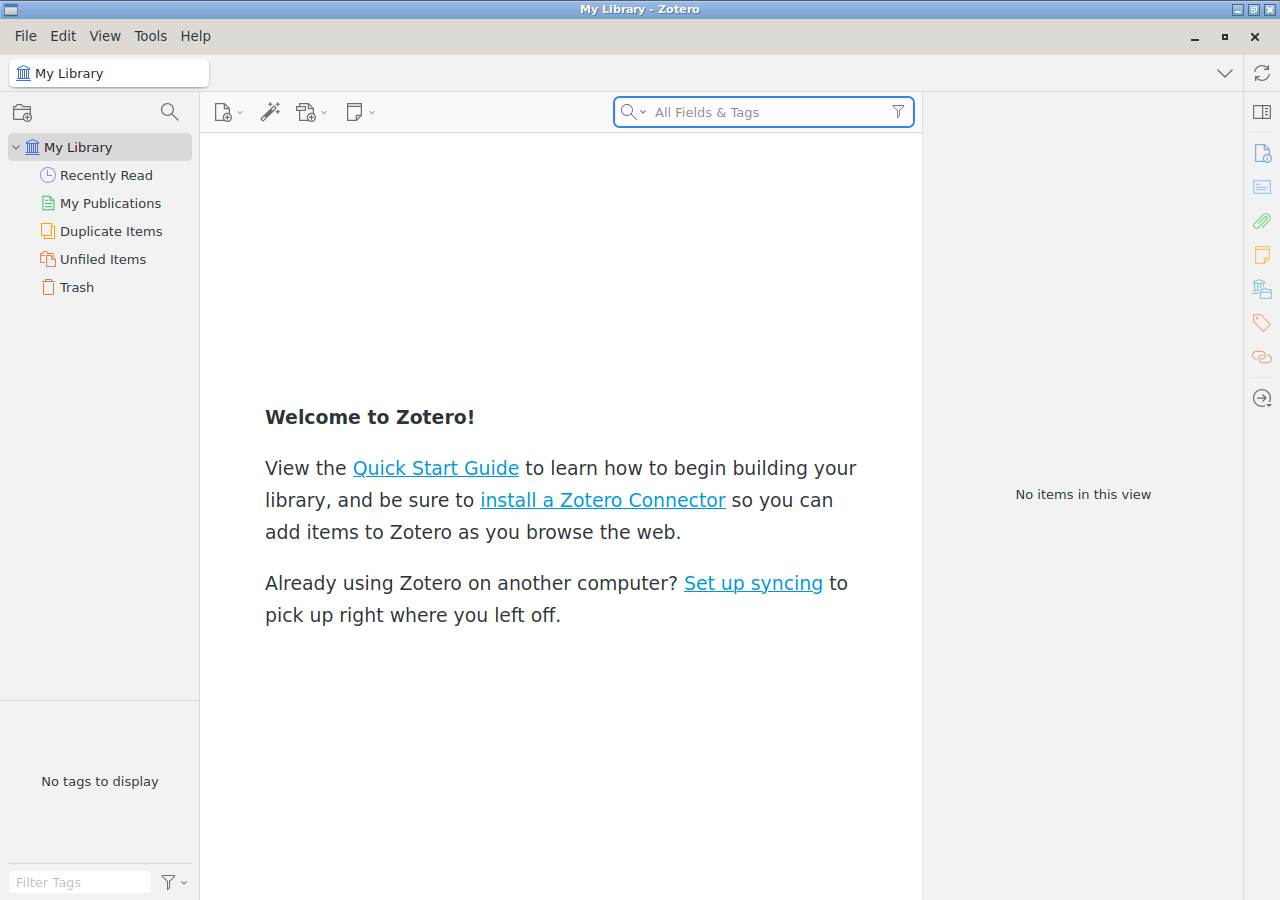 My Library - Zotero
File Edit View Tools Help
My Library
All Fields & Tags
My Library
Recently Read
My Publications
Duplicate Items
Unfiled Items
Trash
Welcome to Zotero!
View the Quick Start Guide to learn how to begin building your
library, and be sure to install a Zotero Connector so you can
add items to Zotero as you browse the web.
Already using Zotero on another computer? Set up syncing to
pick up right where you left off.
No items in this view
No tags to display
Filter Tags